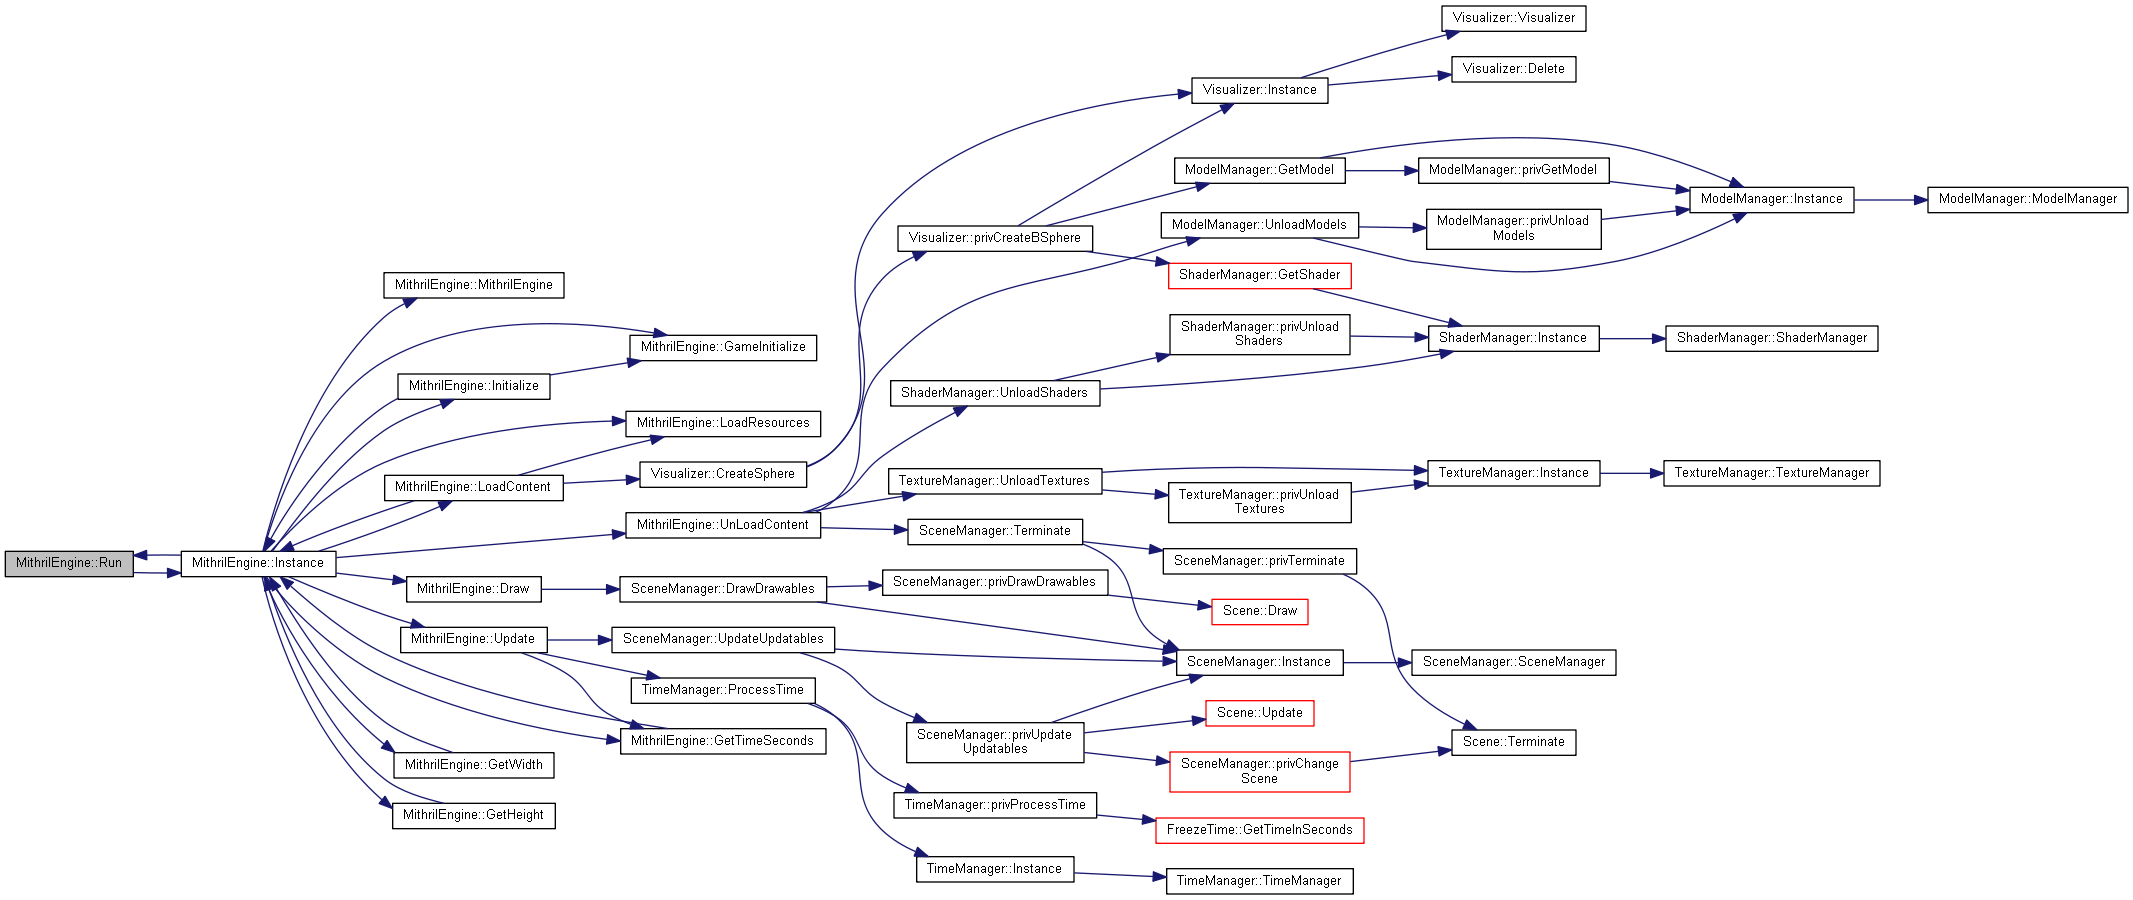 Visualizer::Visualizer
Visualizer::Delete
Visualizer::Instance
ModelManager::GetModel
ModelManager::privGetModel
ModelManager::Instance
ModelManager::ModelManager
ModelManager::UnloadModels
ModelManager::privUnload
Models
Visualizer::privCreateBSphere
ShaderManager::GetShader
MithrilEngine::MithrilEngine
ShaderManager::privUnload
Shaders
ShaderManager::Instance
ShaderManager::ShaderManager
MithrilEngine::GameInitialize
MithrilEngine::Initialize
ShaderManager::UnloadShaders
MithrilEngine::LoadResources
Visualizer::CreateSphere
MithrilEngine::LoadContent
TextureManager::UnloadTextures
TextureManager::Instance
TextureManager::TextureManager
TextureManager::privUnload
Textures
MithrilEngine::UnLoadContent
SceneManager::Terminate
SceneManager::privTerminate
MithrilEngine::Run
MithrilEngine::Instance
MithrilEngine::Draw
SceneManager::DrawDrawables
SceneManager::privDrawDrawables
Scene::Draw
MithrilEngine::Update
SceneManager::UpdateUpdatables
SceneManager::Instance
SceneManager::SceneManager
TimeManager::ProcessTime
Scene::Update
MithrilEngine::GetTimeSeconds
SceneManager::privUpdate
Updatables
Scene::Terminate
MithrilEngine::GetWidth
SceneManager::privChange
Scene
TimeManager::privProcessTime
MithrilEngine::GetHeight
FreezeTime::GetTimeInSeconds
TimeManager::Instance
TimeManager::TimeManager